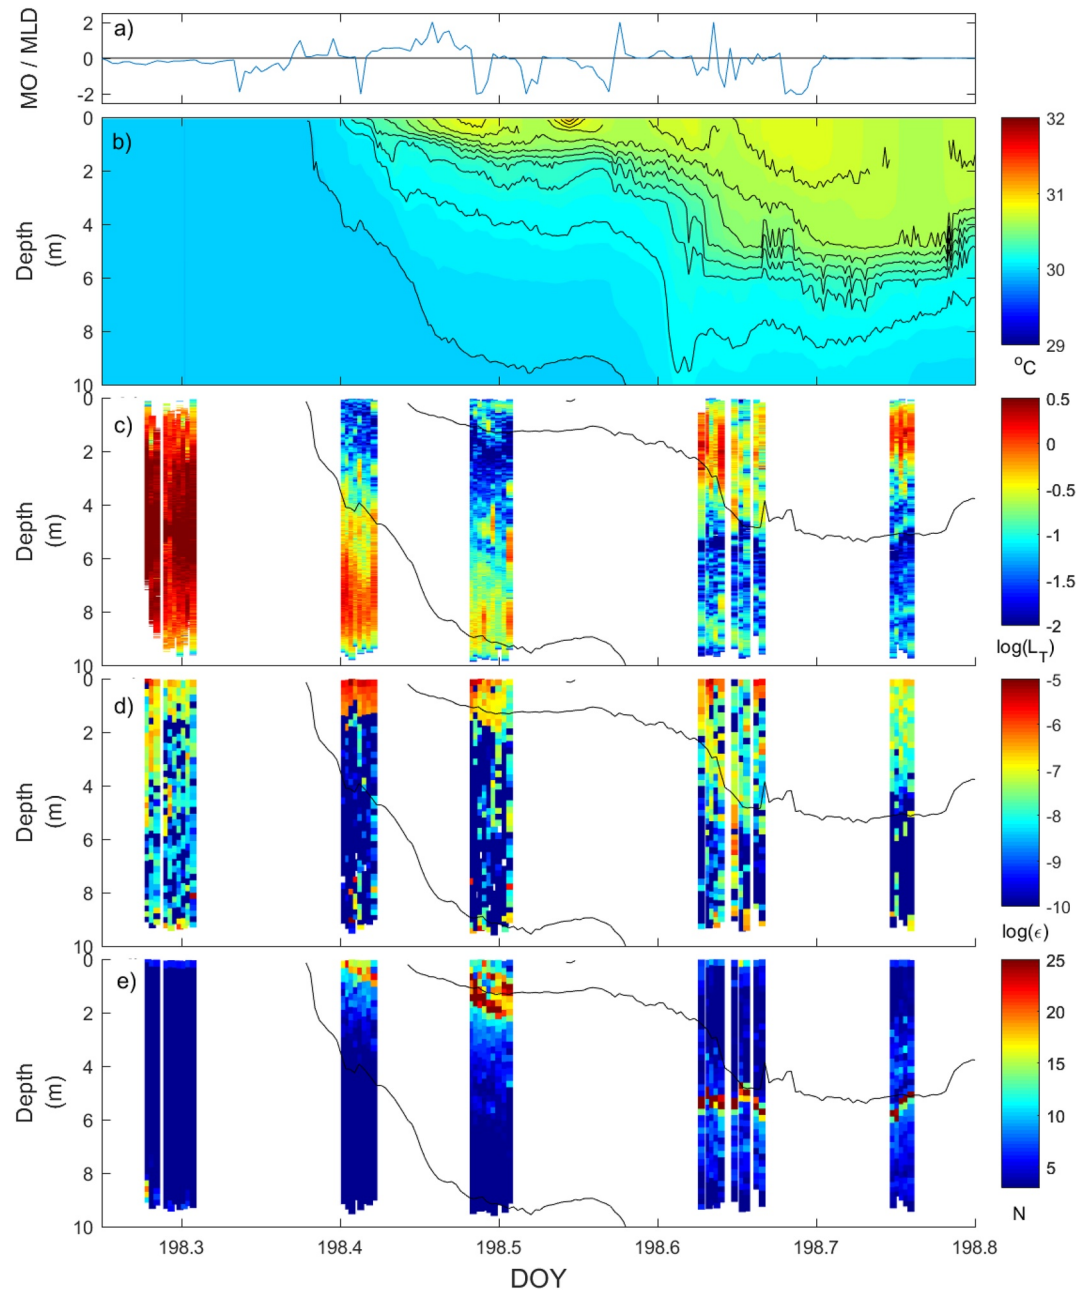 a)
MO / MLD
2
0
-2
b)
Depth
(m)
0
2
4
6
8
10
32
31
30
29
°C
c)
Depth
(m)
0
2
4
6
8
10
0.5
0
-0.5
-1
-1.5
-2
log(L_T)
d)
Depth
(m)
0
2
4
6
8
10
-5
-6
-7
-8
-9
-10
log(ϵ)
e)
Depth
(m)
0
2
4
6
8
10
25
20
15
10
5
N
198.3 198.4 198.5 198.6 198.7 198.8
DOY